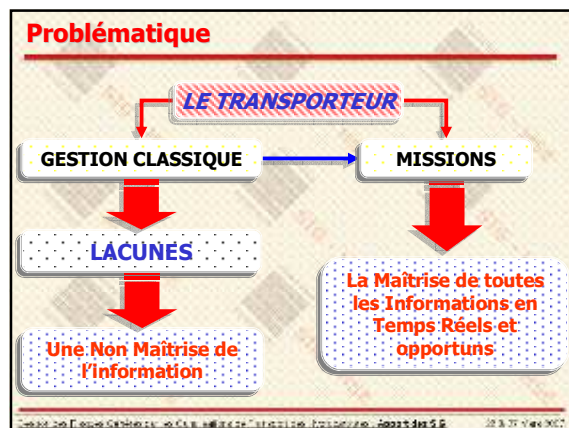 Problématique
LE TRANSPORTEUR
GESTION CLASSIQUE
MISSIONS
LACUNES
La Maîtrise de toutes
les Informations en
Temps Réels et
opportuns
Une Non Maîtrise de
l'information